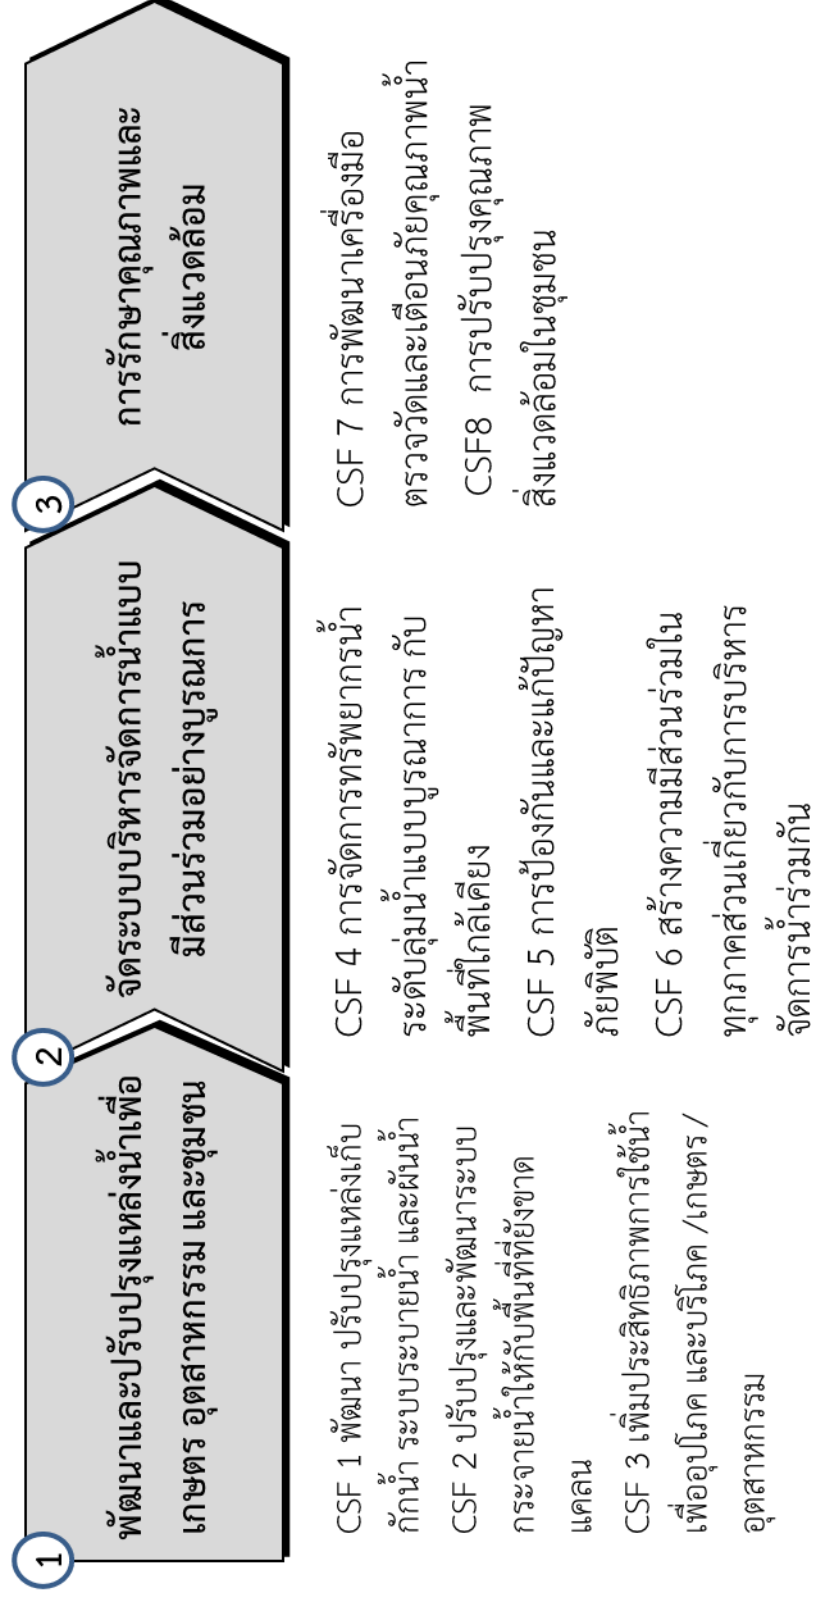 1
พัฒนาและปรับปรุงแหล่งน้ำเพื่อ
เกษตร อุตสาหกรรม และชุมชน
CSF 1 พัฒนา ปรับปรุงแหล่งเก็บ
กักน้ำ ระบบระบายน้ำ และผันน้ำ
CSF 2 ปรับปรุงและพัฒนาระบบ
กระจายน้ำให้กับพื้นที่ที่ยังขาด
แคลน
CSF 3 เพิ่มประสิทธิภาพการใช้น้ำ
เพื่ออุปโภค และบริโภค /เกษตร /
อุตสาหกรรม
2
จัดระบบบริหารจัดการน้ำแบบ
มีส่วนร่วมอย่างบูรณการ
CSF 4 การจัดการทรัพยากรน้ำ
ระดับลุ่มน้ำแบบบูรณาการ กับ
พื้นที่ใกล้เคียง
CSF 5 การป้องกันและแก้ปัญหา
ภัยพิบัติ
CSF 6 สร้างความมีส่วนร่วมใน
ทุกภาคส่วนเกี่ยวกับการบริหาร
จัดการน้ำร่วมกัน
3
การรักษาคุณภาพและ
สิ่งแวดล้อม
CSF 7 การพัฒนาเครื่องมือ
ตรวจวัดและเตือนภัยคุณภาพน้ำ
CSF8 การปรับปรุงคุณภาพ
สิ่งแวดล้อมในชุมชน